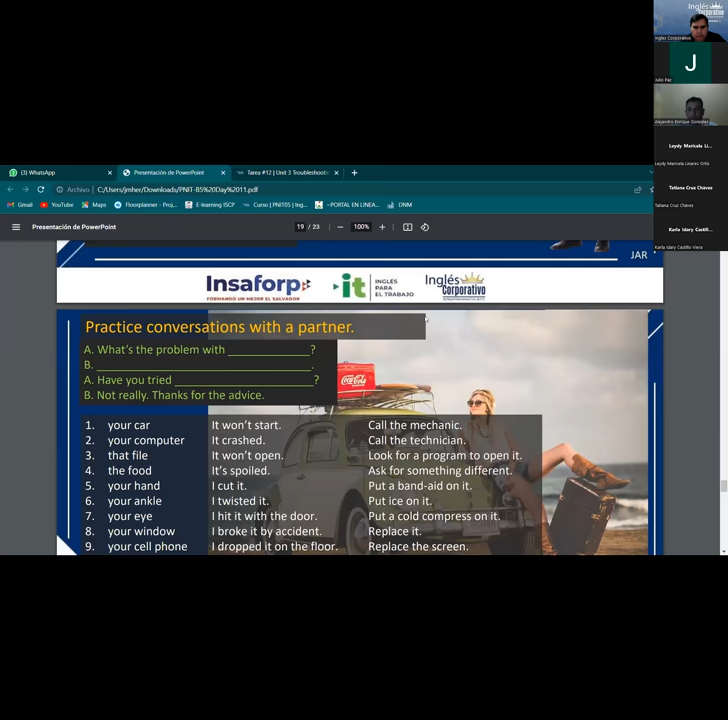 Inglés
Corporativo
Ingles Corporativo
J
Julio Paz
Alejandro Enrique Gonzalez
Leydy Maricela Li...
Leydy Maricela Linares Ortiz
Tatiana Cruz Chávez
Tatiana Cruz Chávez
Karla Idary Castill...
Karla Idary Castillo Viera
(3) WhatsApp
Presentación de PowerPoint
Tarea #12 | Unit 3 Troubleshoot
Archivo
C:/Users/jmher/Downloads/PNIT-B5%20Day%2011.pdf
Gmail
YouTube
Maps
Floorplanner - Proj...
E-learning ISCP
Curso | PNIT05 | Ing...
~PORTAL EN LINEA...
DNM
Presentación de PowerPoint
19 / 23
100%
JAR
Insaforp
FORMANDO UN MEJOR EL SALVADOR
it
INGLÉS
PARA
EL TRABAJO
Inglés
Corporativo
Practice conversations with a partner.
A. What's the problem with ______________?
B. ______________________________________.
A. Have you tried ________________________?
B. Not really. Thanks for the advice.
1. your car It won't start. Call the mechanic.
2. your computer It crashed. Call the technician.
3. that file It won't open. Look for a program to open it.
4. the food It's spoiled. Ask for something different.
5. your hand I cut it. Put a band-aid on it.
6. your ankle I twisted it. Put ice on it.
7. your eye I hit it with the door. Put a cold compress on it.
8. your window I broke it by accident. Replace it.
9. your cell phone I dropped it on the floor. Replace the screen.
Coca-Cola